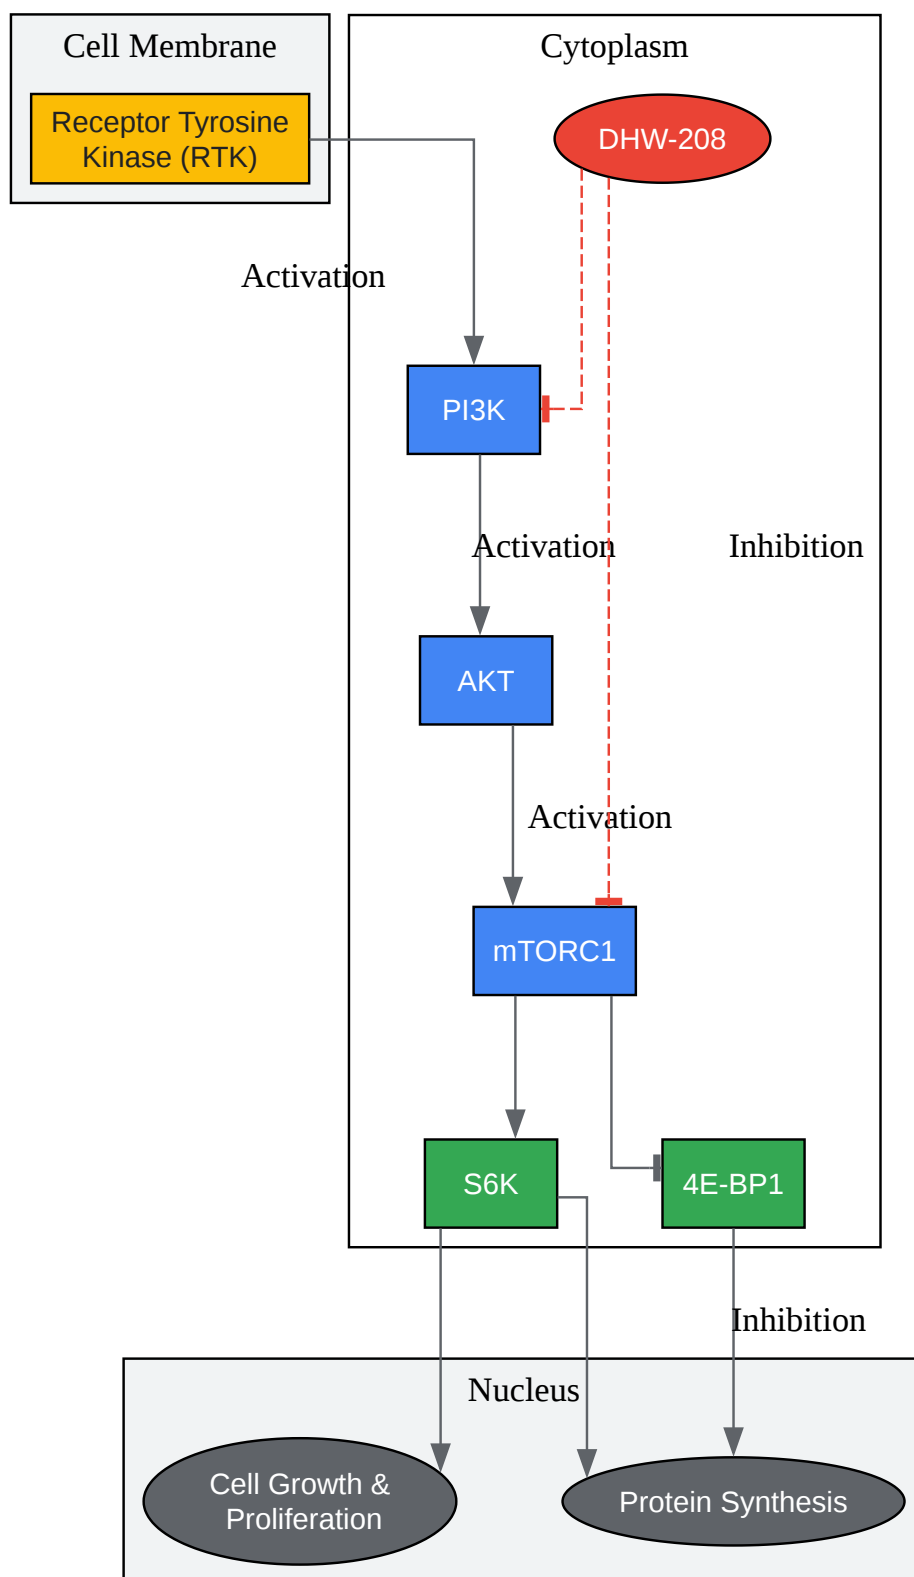 Cell Membrane
Cytoplasm
Receptor Tyrosine
Kinase (RTK)
DHW-208
Activation
PI3K
Activation
Inhibition
AKT
Activation
mTORC1
S6K
4E-BP1
Inhibition
Nucleus
Cell Growth &
Proliferation
Protein Synthesis